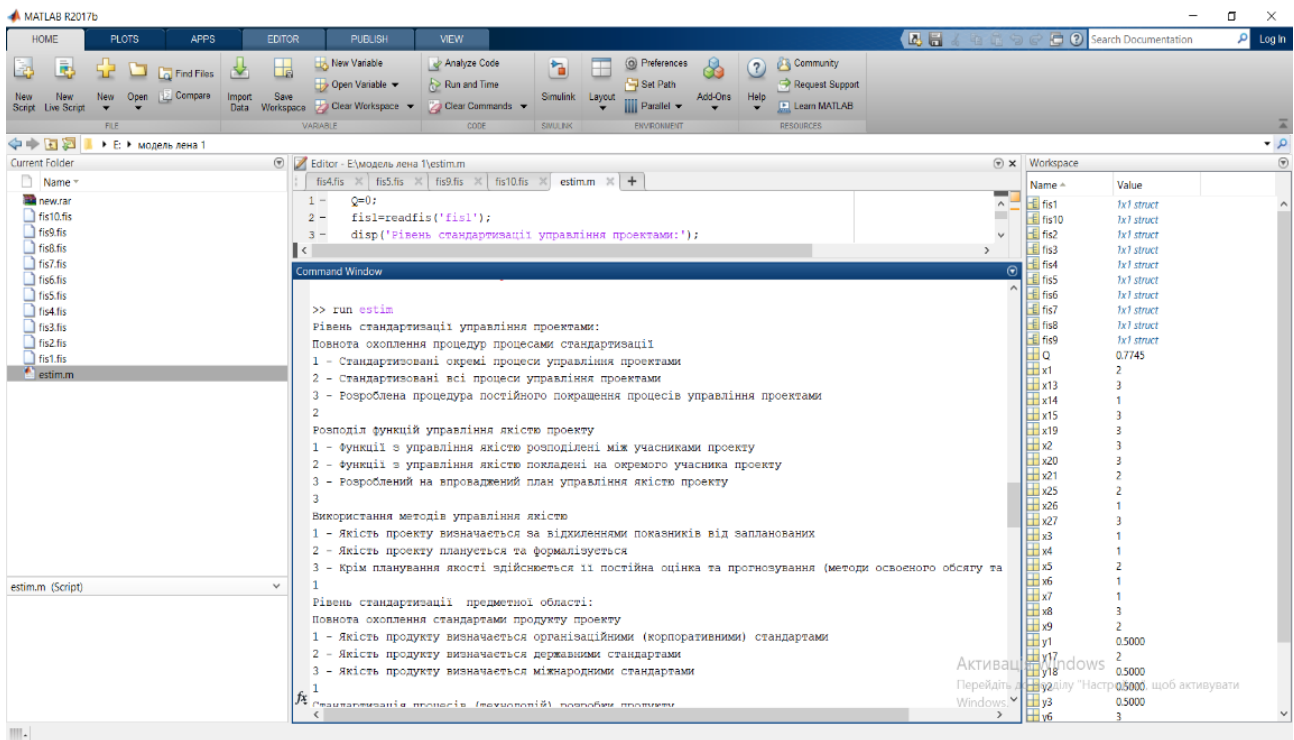 MATLAB R2017b
HOME PLOTS APPS EDITOR PUBLISH VIEW
Search Documentation Log In
New Script
New Live Script
New
Open
Find Files
Compare
Import Data
Save Workspace
New Variable
Open Variable
Clear Workspace
Analyze Code
Run and Time
Clear Commands
Simulink
Layout
Preferences
Set Path
Parallel
Add-Ons
Help
Community
Request Support
Learn MATLAB
FILE VARIABLE CODE SIMULINK ENVIRONMENT RESOURCES
E: модель лена 1
Current Folder
Name
new.rar
fis10.fis
fis9.fis
fis8.fis
fis7.fis
fis6.fis
fis5.fis
fis4.fis
fis3.fis
fis2.fis
fis1.fis
estim.m
estim.m (Script)
Editor - E:\модель лена 1\estim.m
fis4.fis fis5.fis fis9.fis fis10.fis estim.m
1 - Q=0;
2 - fis1=readfis('fis1');
3 - disp('Рівень стандартизації управління проектами:');
Command Window
>> run estim
Рівень стандартизації управління проектами:
Повнота охоплення процедур процесами стандартизації
1 - Стандартизовані окремі процеси управління проектами
2 - Стандартизовані всі процеси управління проектами
3 - Розроблена процедура постійного покращення процесів управління проектами
2
Розподіл функцій управління якістю проекту
1 - Функції з управління якістю розподілені між учасниками проекту
2 - Функції з управління якістю покладені на окремого учасника проекту
3 - Розроблений на впроваджений план управління якістю проекту
3
Використання методів управління якістю
1 - Якість проекту визначається за відхиленнями показників від запланованих
2 - Якість проекту планується та формалізується
3 - Крім планування якості здійснюється її постійна оцінка та прогнозування (методи освоєного обсягу та
1
Рівень стандартизації предметної області:
Повнота охоплення стандартами продукту проекту
1 - Якість продукту визначається організаційними (корпоративними) стандартами
2 - Якість продукту визначається державними стандартами
3 - Якість продукту визначається міжнародними стандартами
1
fx Стандартизація процесів (технологій) розробки продукту
Workspace
Name Value
fis1 1x1 struct
fis10 1x1 struct
fis2 1x1 struct
fis3 1x1 struct
fis4 1x1 struct
fis5 1x1 struct
fis6 1x1 struct
fis7 1x1 struct
fis8 1x1 struct
fis9 1x1 struct
Q 0.7745
x1 2
x13 3
x14 1
x15 3
x19 3
x2 3
x20 3
x21 2
x25 2
x26 1
x27 3
x3 1
x4 1
x5 2
x6 1
x7 1
x8 3
x9 2
y1 0.5000
y17 2
y18 0.5000
y2 0.5000
y3 0.5000
y6 3
Активація Windows
Перейдіть до розділу "Настройки", щоб активувати
Windows.